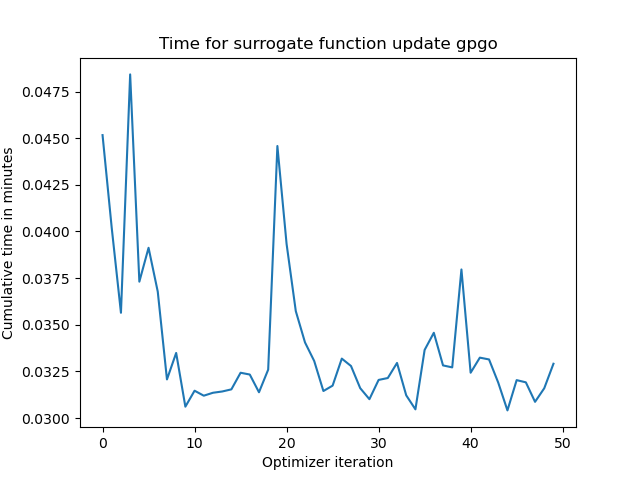 Time for surrogate function update gpgo
Cumulative time in minutes
0.0475
0.0450
0.0425
0.0400
0.0375
0.0350
0.0325
0.0300
0 10 20 30 40 50
Optimizer iteration